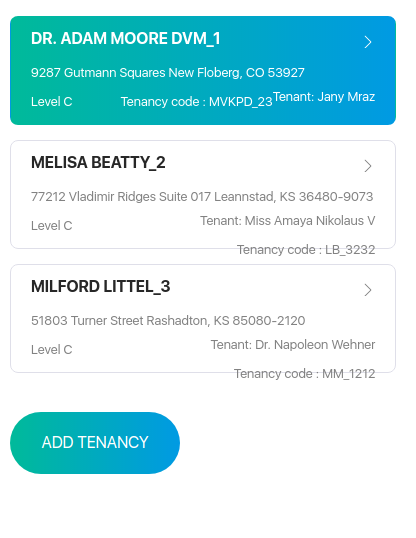 DR. ADAM MOORE DVM_1
9287 Gutmann Squares New Floberg, CO 53927
Level C Tenancy code : MVKPD_23 Tenant: Jany Mraz
MELISA BEATTY_2
77212 Vladimir Ridges Suite 017 Leannstad, KS 36480-9073
Level C Tenant: Miss Amaya Nikolaus V
Tenancy code : LB_3232
MILFORD LITTEL_3
51803 Turner Street Rashadton, KS 85080-2120
Level C Tenant: Dr. Napoleon Wehner
Tenancy code : MM_1212
ADD TENANCY